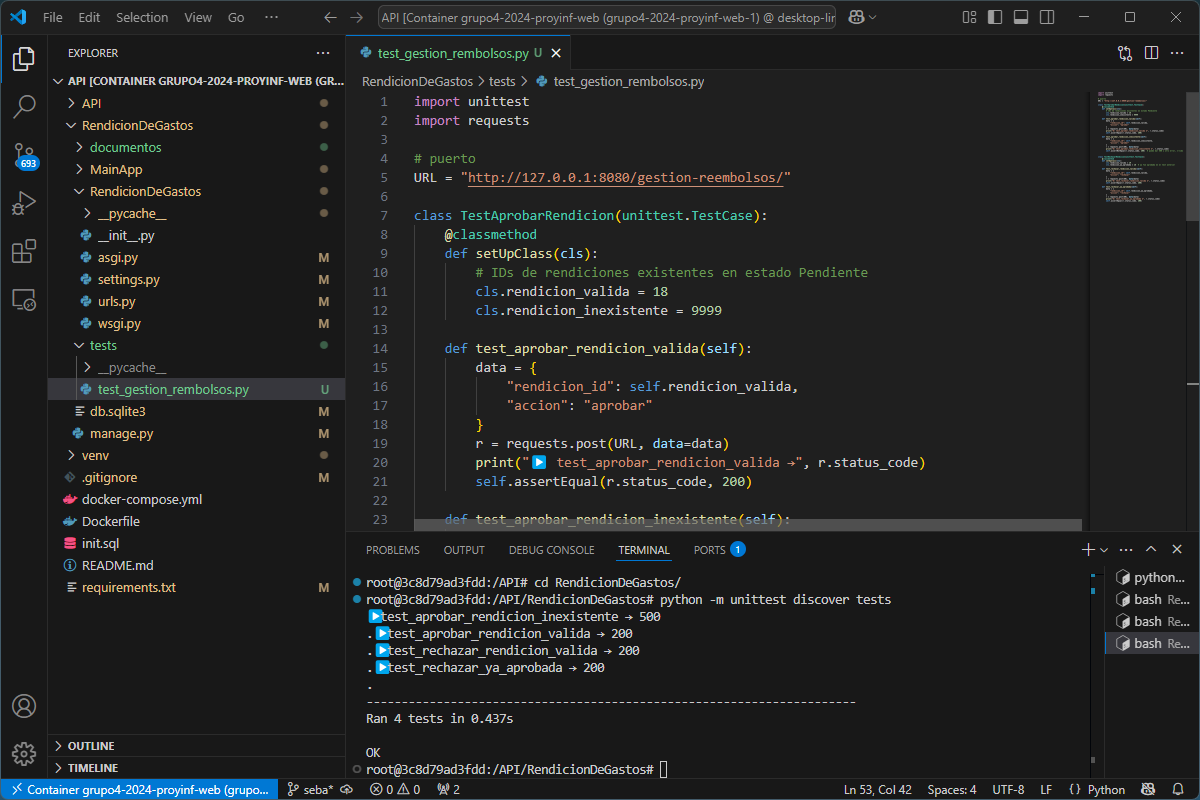 File Edit Selection View Go ···
API [Container grupo4-2024-proyinf-web (grupo4-2024-proyinf-web-1) @ desktop-lin
EXPLORER
API [CONTAINER GRUPO4-2024-PROYINF-WEB (GR...
API
RendicionDeGastos
documentos
MainApp
RendicionDeGastos
__pycache__
__init__.py
asgi.py M
settings.py M
urls.py M
wsgi.py M
tests
__pycache__
test_gestion_rembolsos.py U
db.sqlite3 M
manage.py M
venv
.gitignore M
docker-compose.yml
Dockerfile
init.sql
README.md
requirements.txt M
OUTLINE
TIMELINE
693
test_gestion_rembolsos.py U
RendicionDeGastos > tests > test_gestion_rembolsos.py
1 import unittest
2 import requests
3
4 # puerto
5 URL = "http://127.0.0.1:8080/gestion-reembolsos/"
6
7 class TestAprobarRendicion(unittest.TestCase):
8 @classmethod
9 def setUpClass(cls):
10 # IDs de rendiciones existentes en estado Pendiente
11 cls.rendicion_valida = 18
12 cls.rendicion_inexistente = 9999
13
14 def test_aprobar_rendicion_valida(self):
15 data = {
16 "rendicion_id": self.rendicion_valida,
17 "accion": "aprobar"
18 }
19 r = requests.post(URL, data=data)
20 print("▶️ test_aprobar_rendicion_valida →", r.status_code)
21 self.assertEqual(r.status_code, 200)
22
23 def test_aprobar_rendicion_inexistente(self):
PROBLEMS OUTPUT DEBUG CONSOLE TERMINAL PORTS 1
root@3c8d79ad3fdd:/API# cd RendicionDeGastos/
root@3c8d79ad3fdd:/API/RendicionDeGastos# python -m unittest discover tests
▶️test_aprobar_rendicion_inexistente → 500
.▶️test_aprobar_rendicion_valida → 200
.▶️test_rechazar_rendicion_valida → 200
.▶️test_rechazar_ya_aprobada → 200
.
----------------------------------------------------------------------
Ran 4 tests in 0.437s
OK
root@3c8d79ad3fdd:/API/RendicionDeGastos#
python...
bash Re...
bash Re...
bash Re...
Container grupo4-2024-proyinf-web (grupo... seba* 0 0 2 Ln 53, Col 42 Spaces: 4 UTF-8 LF {} Python